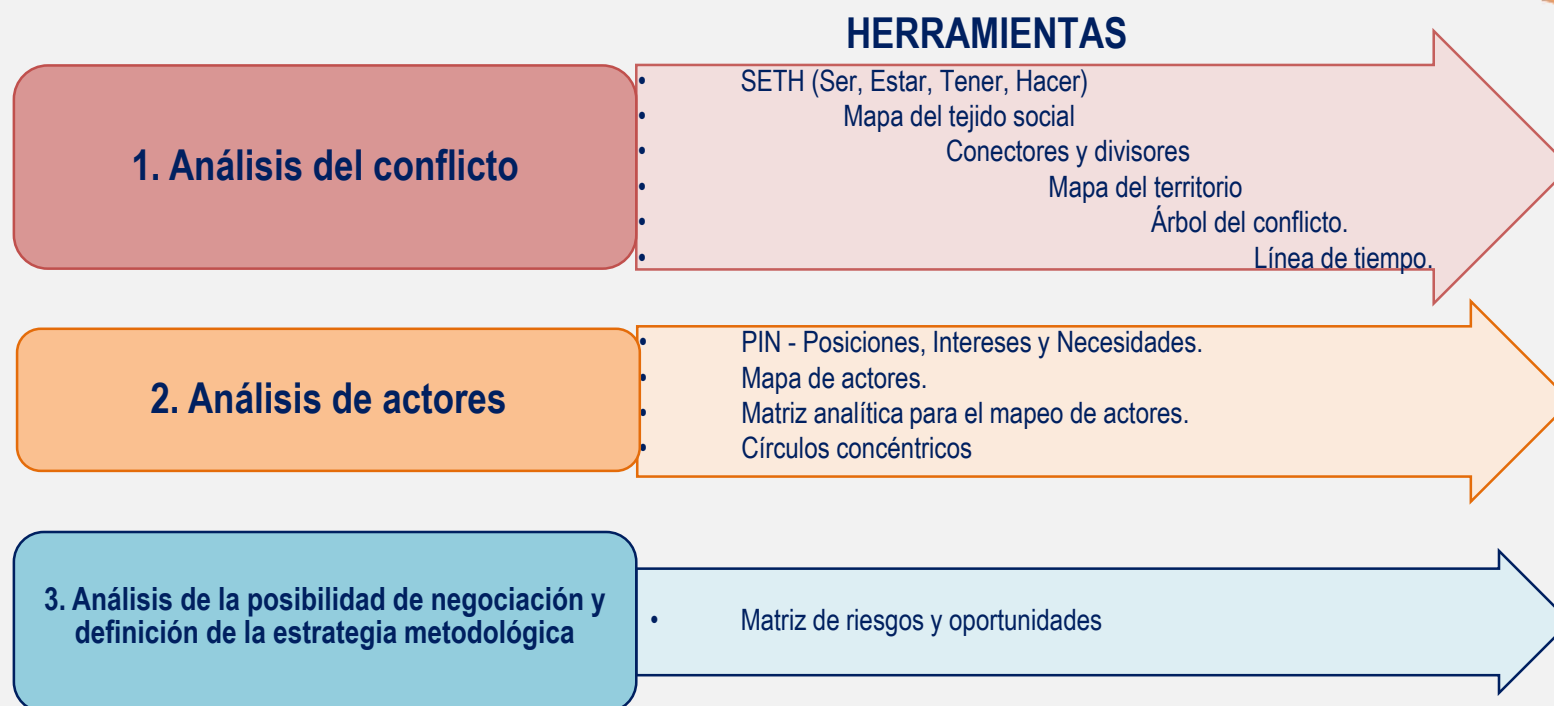 HERRAMIENTAS
1. Análisis del conflicto
• SETH (Ser, Estar, Tener, Hacer)
• Mapa del tejido social
• Conectores y divisores
• Mapa del territorio
• Árbol del conflicto.
• Línea de tiempo.
2. Análisis de actores
• PIN - Posiciones, Intereses y Necesidades.
• Mapa de actores.
• Matriz analítica para el mapeo de actores.
• Círculos concéntricos
3. Análisis de la posibilidad de negociación y
definición de la estrategia metodológica
• Matriz de riesgos y oportunidades